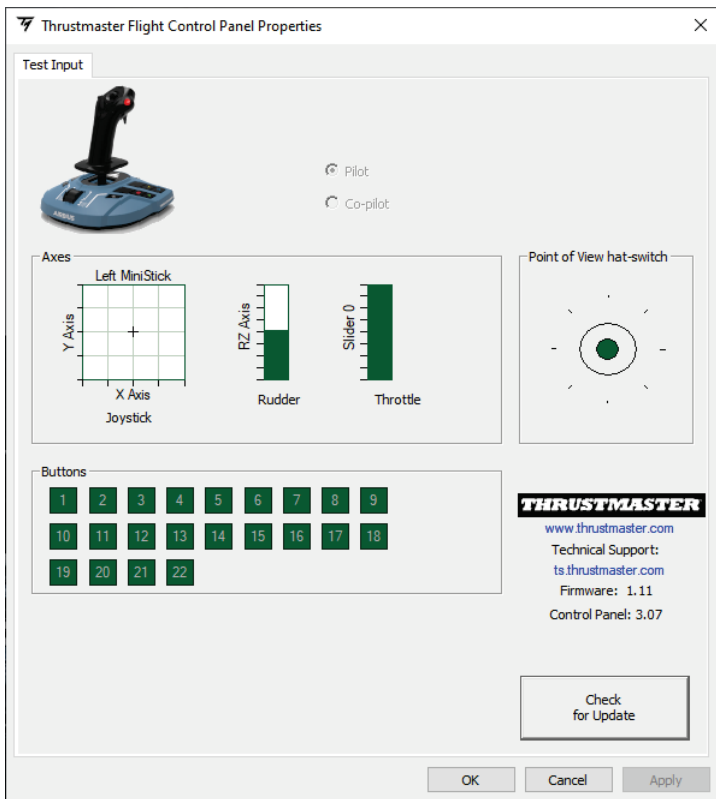 Thrustmaster Flight Control Panel Properties
Test Input
AIRBUS
Pilot
Co-pilot
Axes
Left MiniStick
Y Axis
X Axis
Joystick
RZ Axis
Rudder
Slider 0
Throttle
Point of View hat-switch
Buttons
1 2 3 4 5 6 7 8 9
10 11 12 13 14 15 16 17 18
19 20 21 22
THRUSTMASTER
www.thrustmaster.com
Technical Support:
ts.thrustmaster.com
Firmware: 1.11
Control Panel: 3.07
Check
for Update
OK Cancel Apply